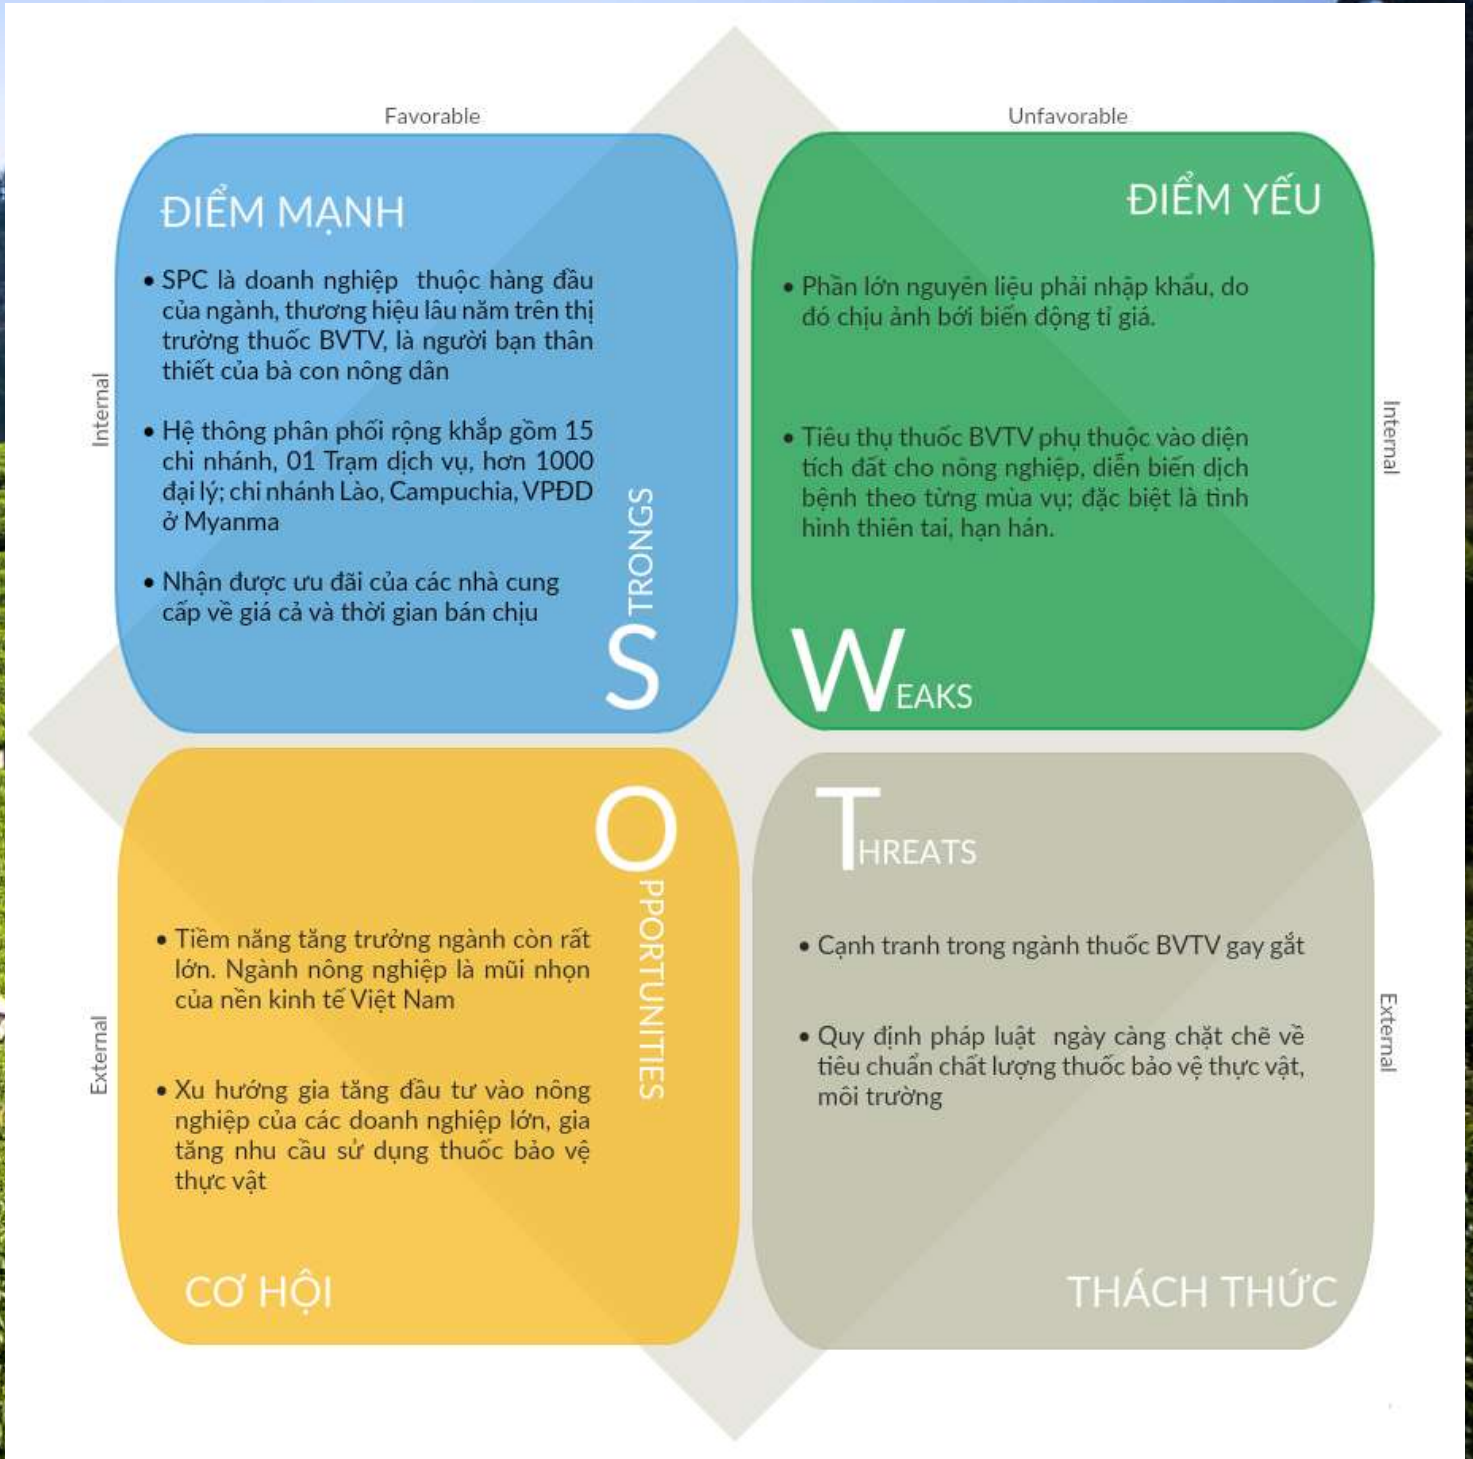 Favorable
Unfavorable
ĐIỂM MẠNH
• SPC là doanh nghiệp thuộc hàng đầu
của ngành, thương hiệu lâu năm trên thị
trường thuốc BVTV, là người bạn thân
thiết của bà con nông dân
• Hệ thống phân phối rộng khắp gồm 15
chi nhánh, 01 Trạm dịch vụ, hơn 1000
đại lý; chi nhánh Lào, Campuchia, VPĐD
ở Myanma
• Nhận được ưu đãi của các nhà cung
cấp về giá cả và thời gian bán chịu
STRONGS
Internal
ĐIỂM YẾU
• Phần lớn nguyên liệu phải nhập khẩu, do
đó chịu ảnh bởi biến động tỉ giá.
• Tiêu thụ thuốc BVTV phụ thuộc vào diện
tích đất cho nông nghiệp, diễn biến dịch
bệnh theo từng mùa vụ; đặc biệt là tình
hình thiên tai, hạn hán.
WEAKS
Internal
OPPORTUNITIES
• Tiềm năng tăng trưởng ngành còn rất
lớn. Ngành nông nghiệp là mũi nhọn
của nền kinh tế Việt Nam
• Xu hướng gia tăng đầu tư vào nông
nghiệp của các doanh nghiệp lớn, gia
tăng nhu cầu sử dụng thuốc bảo vệ
thực vật
CƠ HỘI
External
THREATS
• Cạnh tranh trong ngành thuốc BVTV gay gắt
• Quy định pháp luật ngày càng chặt chẽ về
tiêu chuẩn chất lượng thuốc bảo vệ thực vật,
môi trường
THÁCH THỨC
External